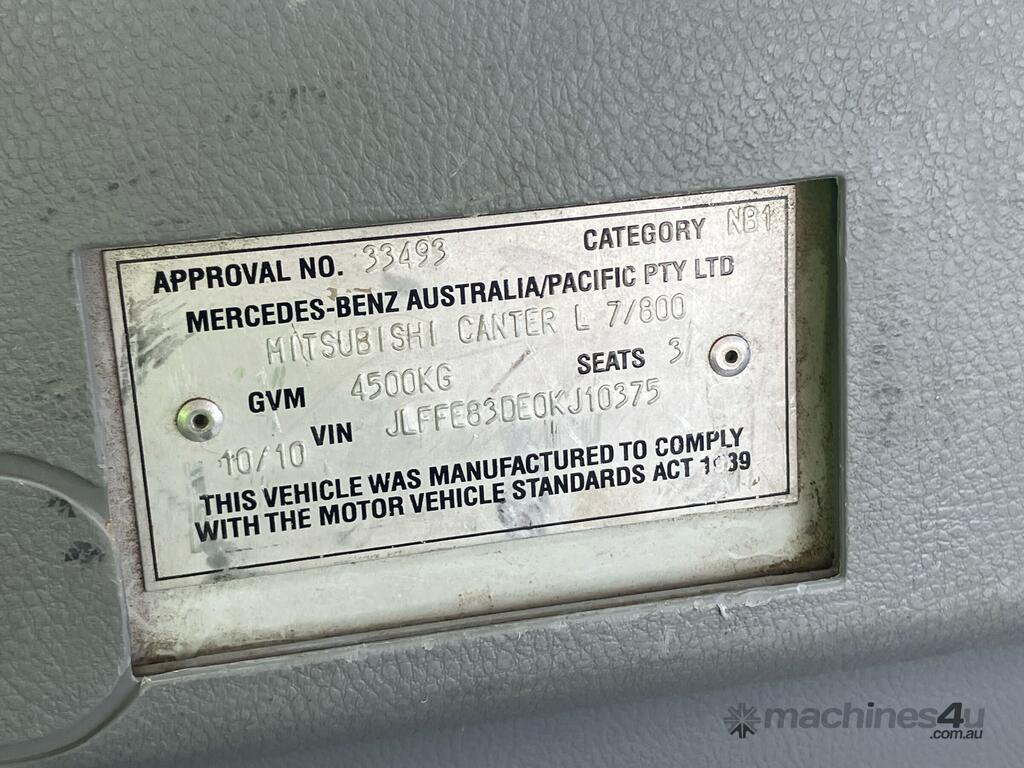 APPROVAL NO. 33493 CATEGORY NB1
MERCEDES-BENZ AUSTRALIA/PACIFIC PTY LTD
MITSUBISHI CANTER L 7/800
GVM 4500KG SEATS 3
10/10 VIN JLFFE83DE0KJ10375
THIS VEHICLE WAS MANUFACTURED TO COMPLY
WITH THE MOTOR VEHICLE STANDARDS ACT 1989
machines4u
.com.au